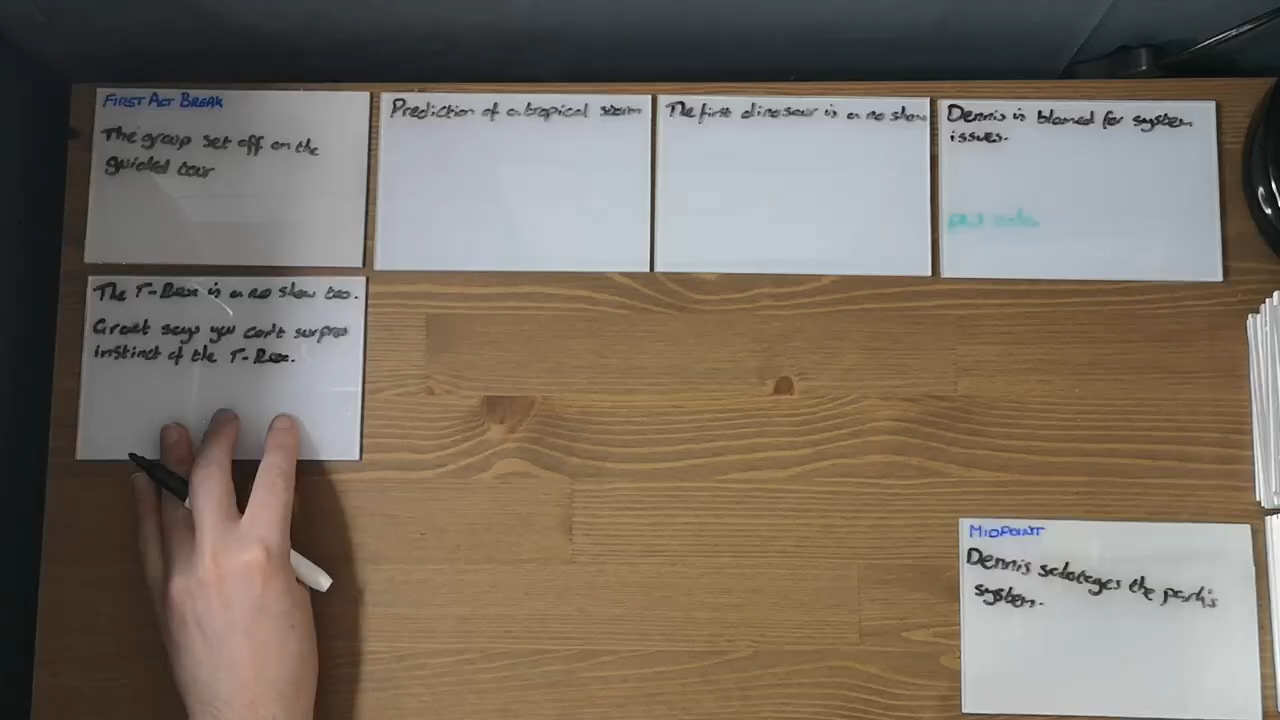 FIRST ACT BREAK
The group set off on the
guided tour
Prediction of a tropical storm
The first dinosaur is a no show
Dennis is blamed for system
issues.
The T-Rex is a no show too.
Grant says you can't
instinct of the T-Rex.
MIDPOINT
Dennis sabotages the park's
system.